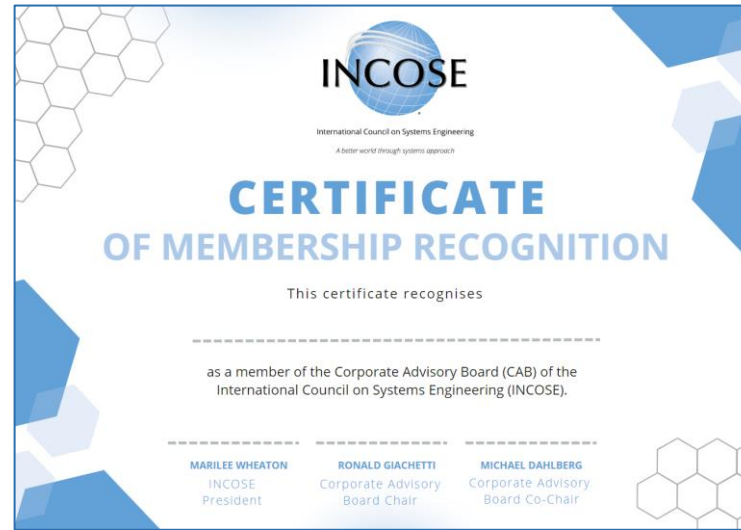 INCOSE
International Council on Systems Engineering
A better world through systems approach
CERTIFICATE
OF MEMBERSHIP RECOGNITION
This certificate recognises
as a member of the Corporate Advisory Board (CAB) of the
International Council on Systems Engineering (INCOSE).
MARILEE WHEATON
INCOSE
President
RONALD GIACHETTI
Corporate Advisory
Board Chair
MICHAEL DAHLBERG
Corporate Advisory
Board Co-Chair